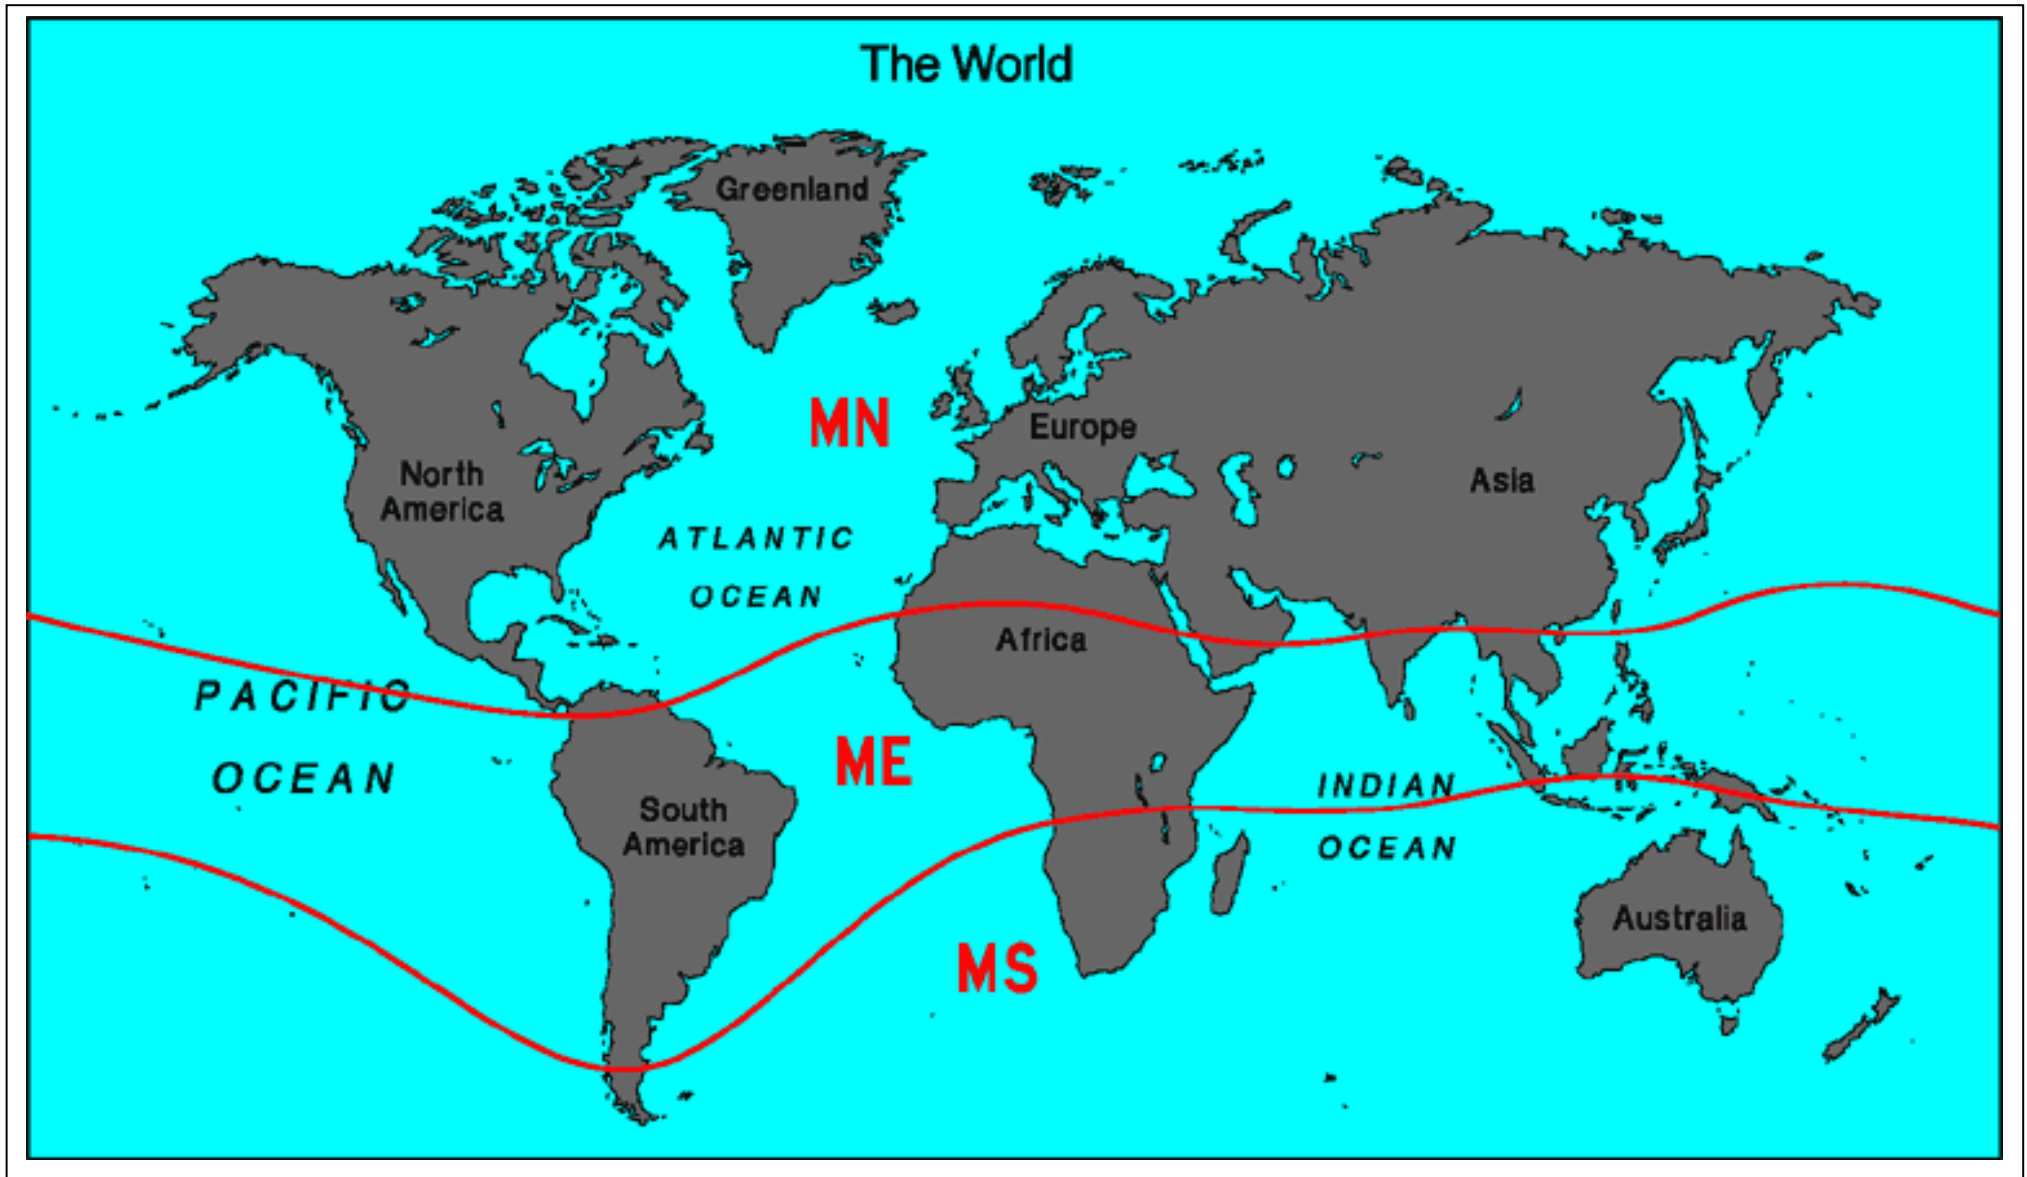 The World
Greenland
MN
Europe
North
America
Asia
ATLANTIC
OCEAN
Africa
PACIFIC
OCEAN
ME
INDIAN
OCEAN
South
America
Australia
MS